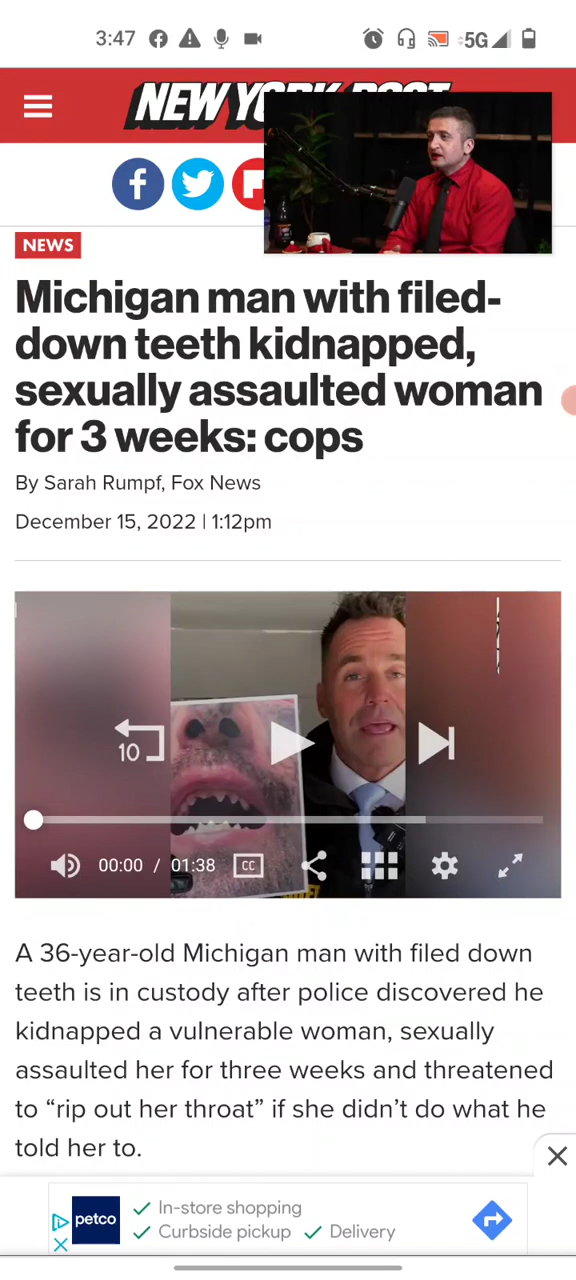 3:47
5G
NEW YORK POST
NEWS
Michigan man with filed-
down teeth kidnapped,
sexually assaulted woman
for 3 weeks: cops
By Sarah Rumpf, Fox News
December 15, 2022 | 1:12pm
10
00:00 / 01:38 CC
A 36-year-old Michigan man with filed down
teeth is in custody after police discovered he
kidnapped a vulnerable woman, sexually
assaulted her for three weeks and threatened
to “rip out her throat” if she didn’t do what he
told her to.
petco
In-store shopping
Curbside pickup Delivery